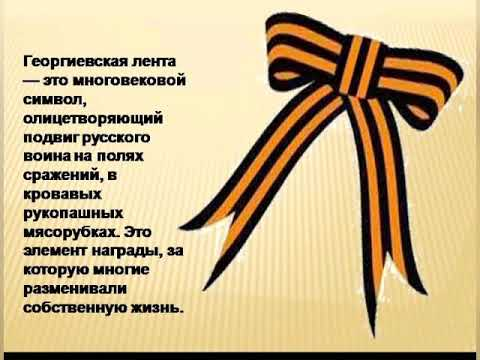 Георгиевская лента
— это многовековой
символ,
олицетворяющий
подвиг русского
воина на полях
сражений, в
кровавых
рукопашных
мясорубках. Это
элемент награды, за
которую многие
разменивали
собственную жизнь.